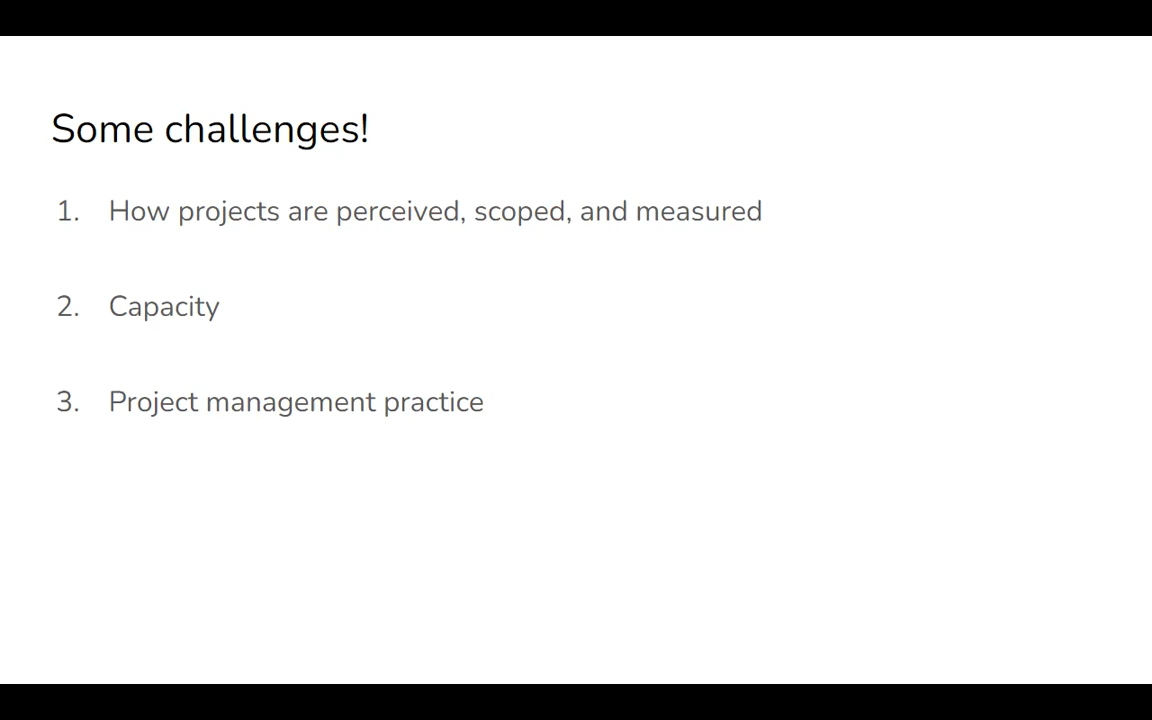 Some challenges!
1. How projects are perceived, scoped, and measured
2. Capacity
3. Project management practice